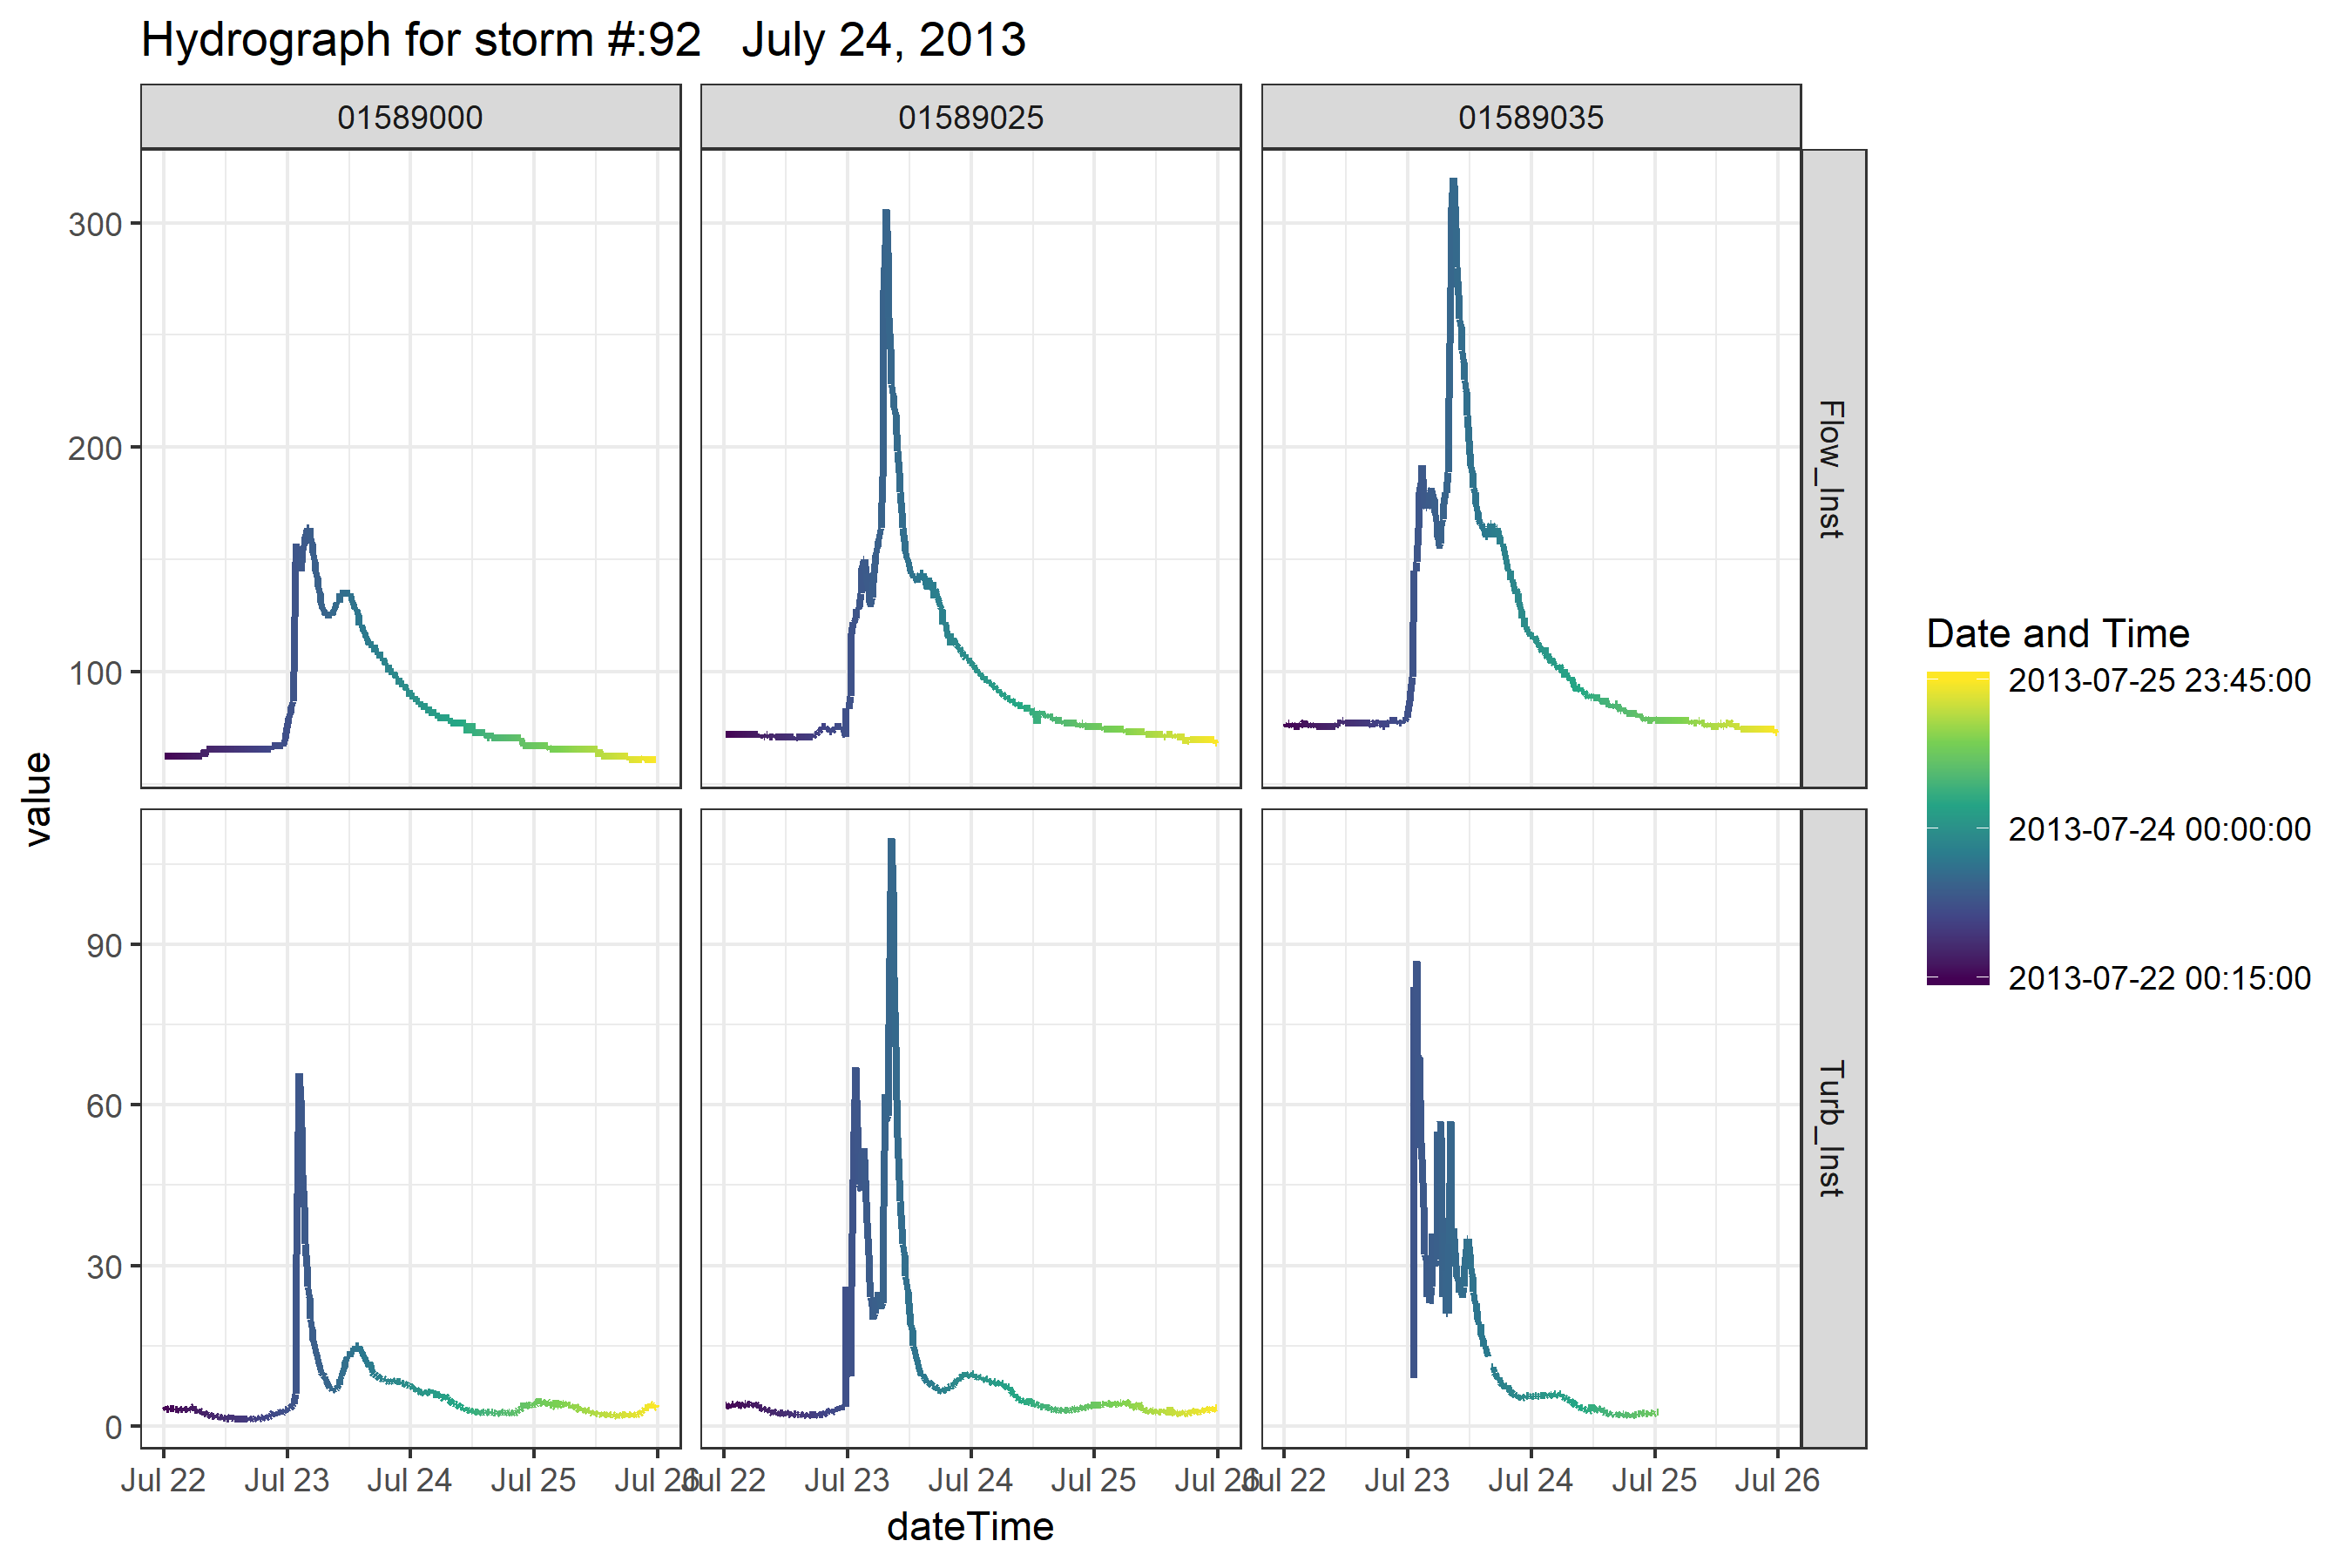 Hydrograph for storm #:92   July 24, 2013
01589000
01589025
01589035
300
200
100
Flow_Inst
90
60
30
0
Turb_Inst
value
Jul 22
Jul 23
Jul 24
Jul 25
Jul 26
Jul 22
Jul 23
Jul 24
Jul 25
Jul 26
Jul 22
Jul 23
Jul 24
Jul 25
Jul 26
dateTime
Date and Time
2013-07-25 23:45:00
2013-07-24 00:00:00
2013-07-22 00:15:00